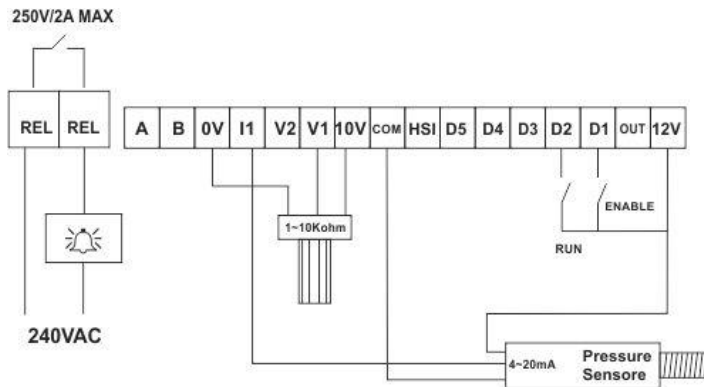 250V/2A MAX
REL REL
A B 0V I1 V2 V1 10V COM HSI D5 D4 D3 D2 D1 OUT 12V
ENABLE
1~10Kohm
RUN
240VAC
4~20mA
Pressure
Sensore